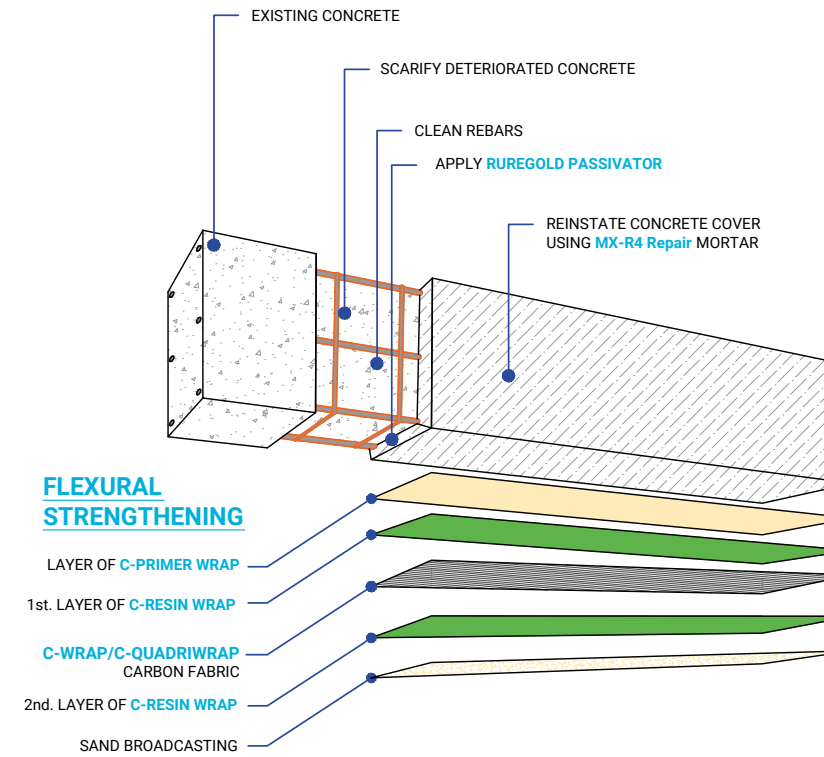 EXISTING CONCRETE
SCARIFY DETERIORATED CONCRETE
CLEAN REBARS
APPLY RUREGOLD PASSIVATOR
REINSTATE CONCRETE COVER
USING MX-R4 Repair MORTAR
FLEXURAL
STRENGTHENING
LAYER OF C-PRIMER WRAP
1st. LAYER OF C-RESIN WRAP
C-WRAP/C-QUADRIWRAP
CARBON FABRIC
2nd. LAYER OF C-RESIN WRAP
SAND BROADCASTING